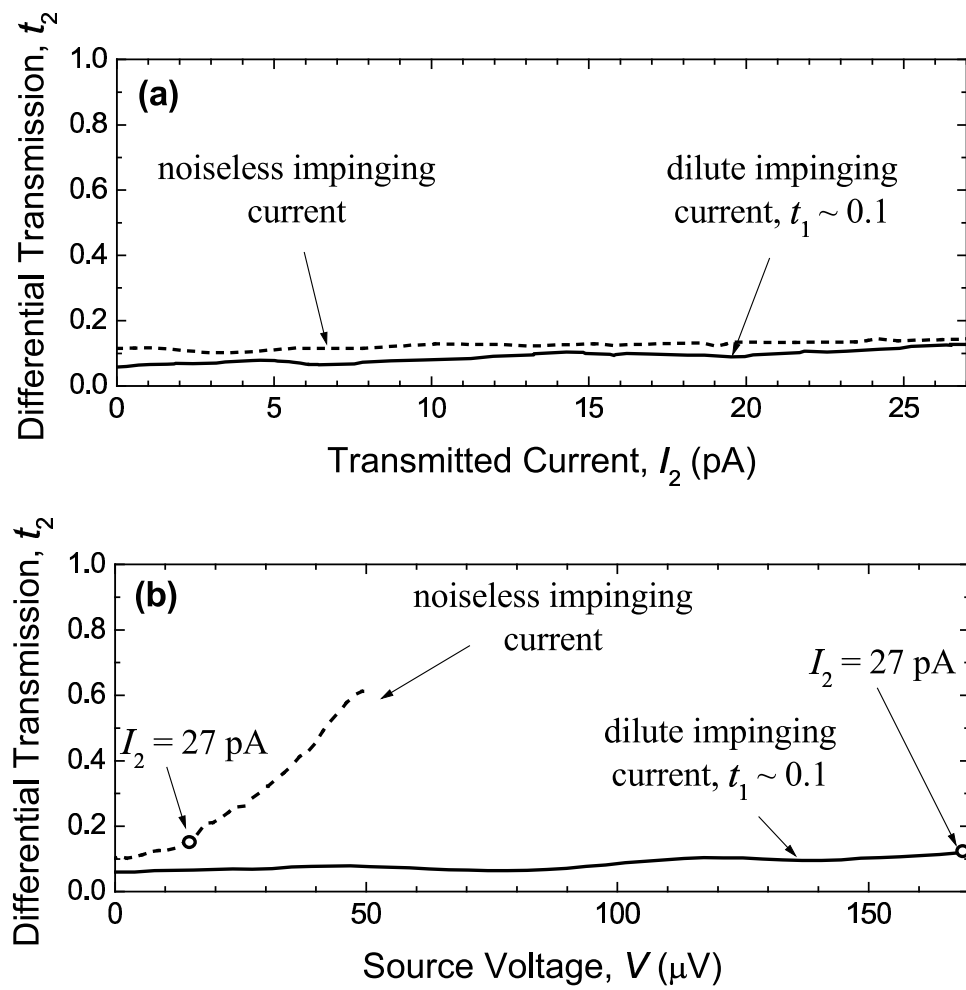 Differential Transmission, t₂
1.0
0.8
0.6
0.4
0.2
0.0
(a)
noiseless impinging
current
dilute impinging
current, t₁ ~ 0.1
0 5 10 15 20 25
Transmitted Current, I₂ (pA)
Differential Transmission, t₂
1.0
0.8
0.6
0.4
0.2
0.0
(b)
noiseless impinging
current
I₂ = 27 pA
I₂ = 27 pA
dilute impinging
current, t₁ ~ 0.1
0 50 100 150
Source Voltage, V (μV)